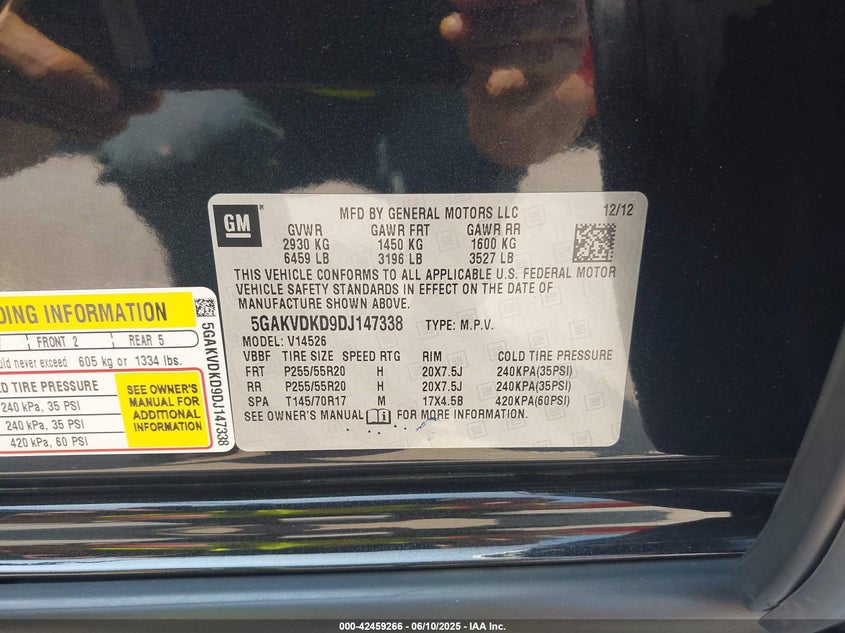 GM
MFD BY GENERAL MOTORS LLC 12/12
GVWR GAWR FRT GAWR RR
2930 KG 1450 KG 1600 KG
6459 LB 3196 LB 3527 LB
THIS VEHICLE CONFORMS TO ALL APPLICABLE U.S. FEDERAL MOTOR
VEHICLE SAFETY STANDARDS IN EFFECT ON THE DATE OF
MANUFACTURE SHOWN ABOVE.
5GAKVDKD9DJ147338 TYPE: M.P.V.
MODEL: V14526
VBBF TIRE SIZE SPEED RTG RIM COLD TIRE PRESSURE
FRT P255/55R20 H 20X7.5J 240KPA(35PSI)
RR P255/55R20 H 20X7.5J 240KPA(35PSI)
SPA T145/70R17 M 17X4.5B 420KPA(60PSI)
SEE OWNER'S MANUAL FOR MORE INFORMATION.
DING INFORMATION
FRONT 2 REAR 5
uld never exceed 605 kg or 1334 lbs.
LD TIRE PRESSURE
240 kPa, 35 PSI
240 kPa, 35 PSI
420 kPa, 60 PSI
SEE OWNER'S
MANUAL FOR
ADDITIONAL
INFORMATION
5GAKVDKD9DJ147338
000-42459266 - 06/10/2025 - IAA Inc.